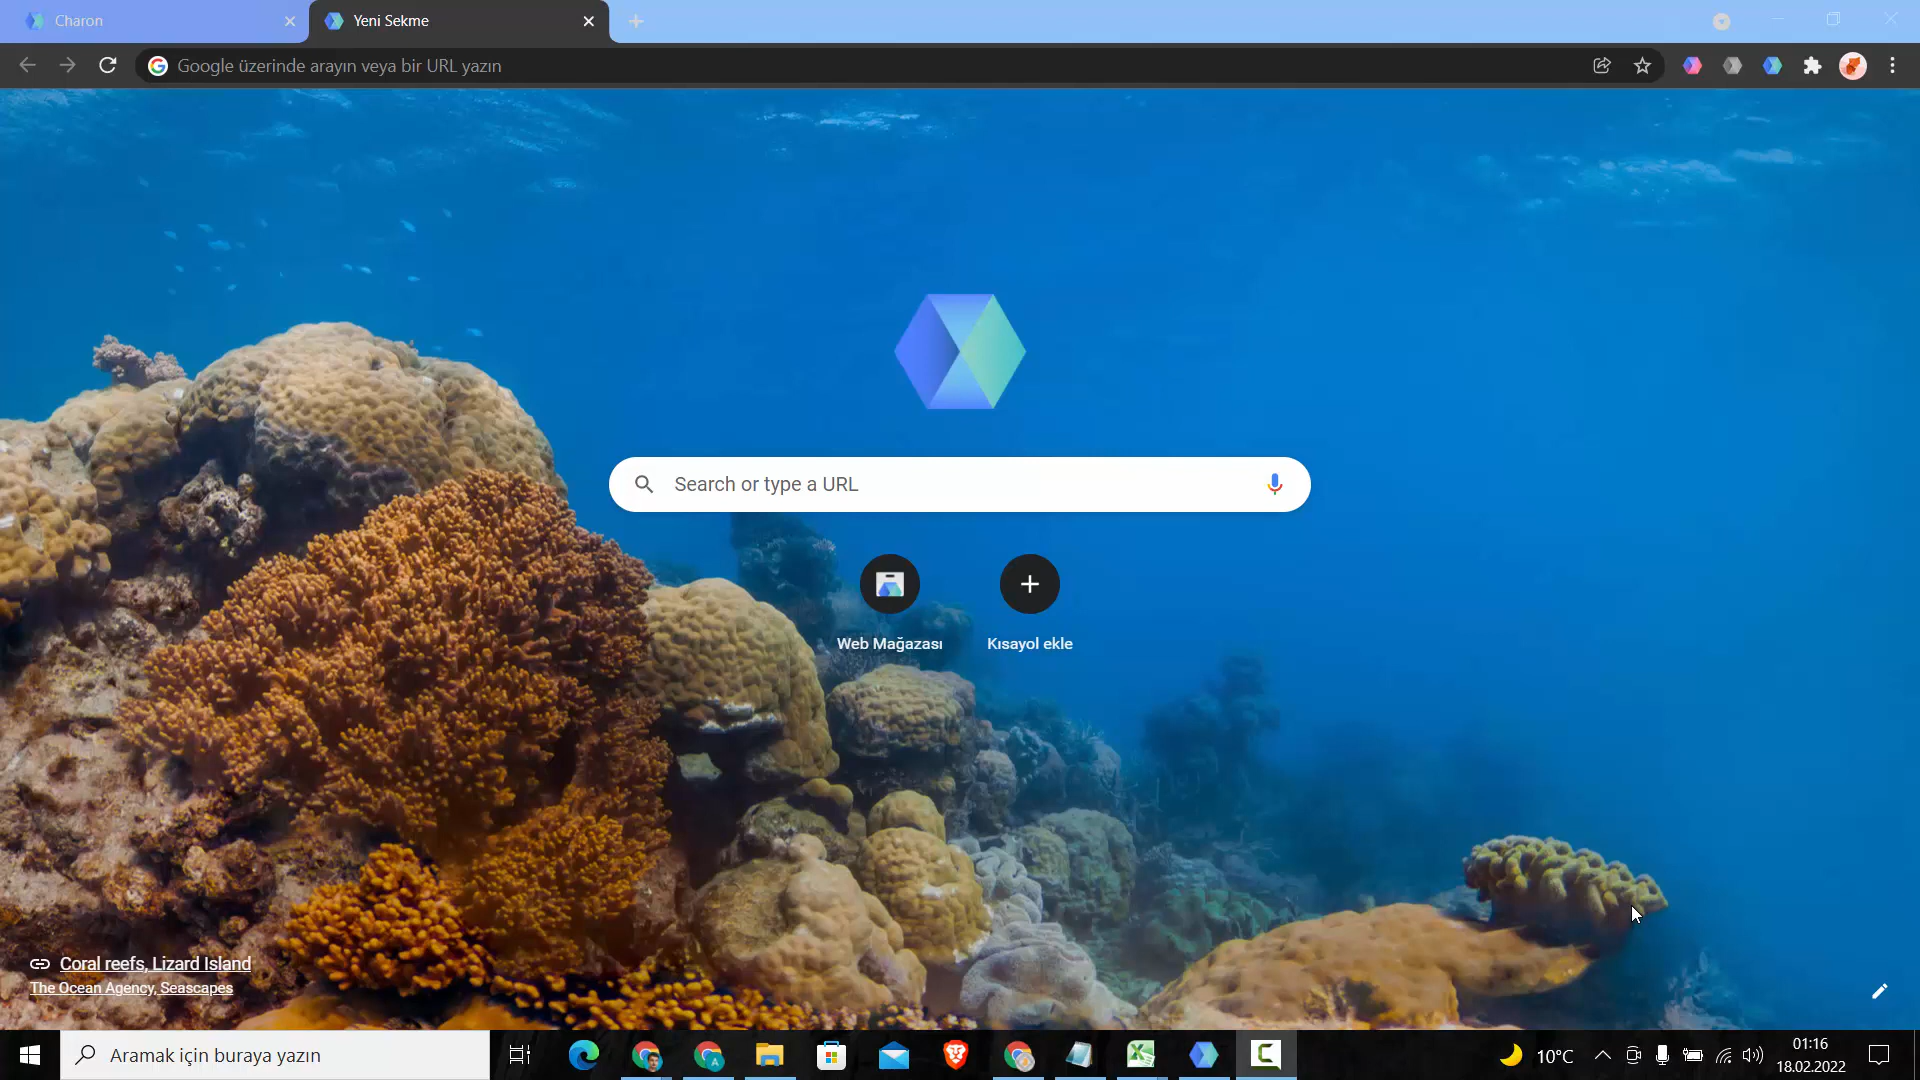 Charon
Yeni Sekme
Google üzerinde arayın veya bir URL yazın
Search or type a URL
Web Mağazası
Kısayol ekle
Coral reefs, Lizard Island
The Ocean Agency, Seascapes
Aramak için buraya yazın
10°C
01:16
18.02.2022